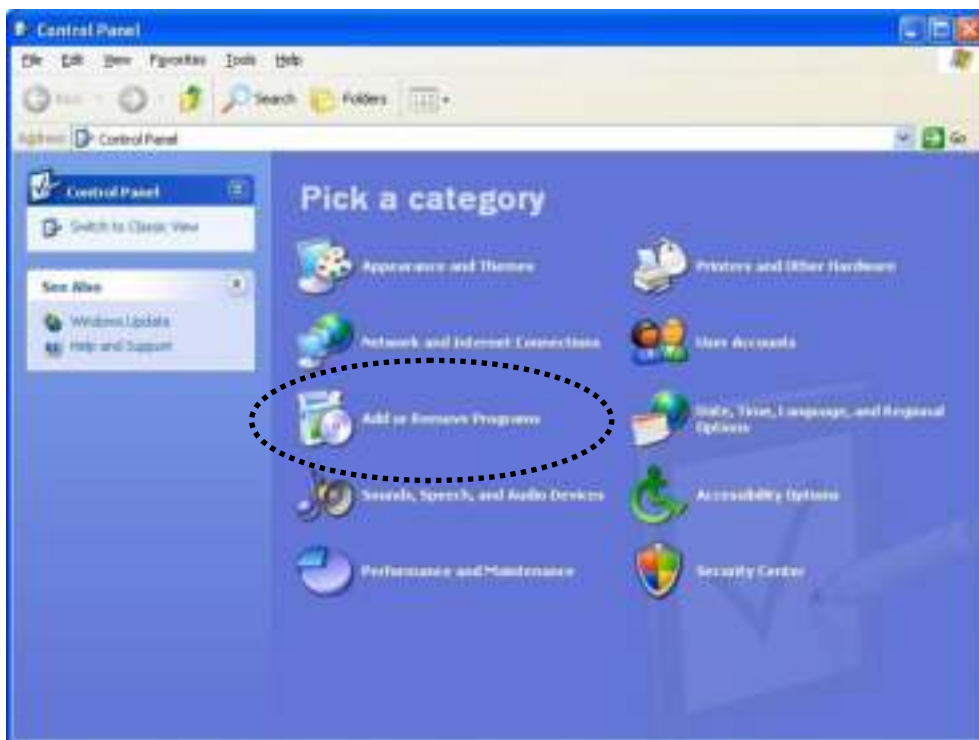 Control Panel
File Edit View Favorites Tools Help
Back Search Folders
Address Control Panel Go
Control Panel
Switch to Classic View
See Also
Windows Update
Help and Support
Pick a category
Appearance and Themes
Printers and Other Hardware
Network and Internet Connections
User Accounts
Add or Remove Programs
Date, Time, Language, and Regional
Options
Sounds, Speech, and Audio Devices
Accessibility Options
Performance and Maintenance
Security Center